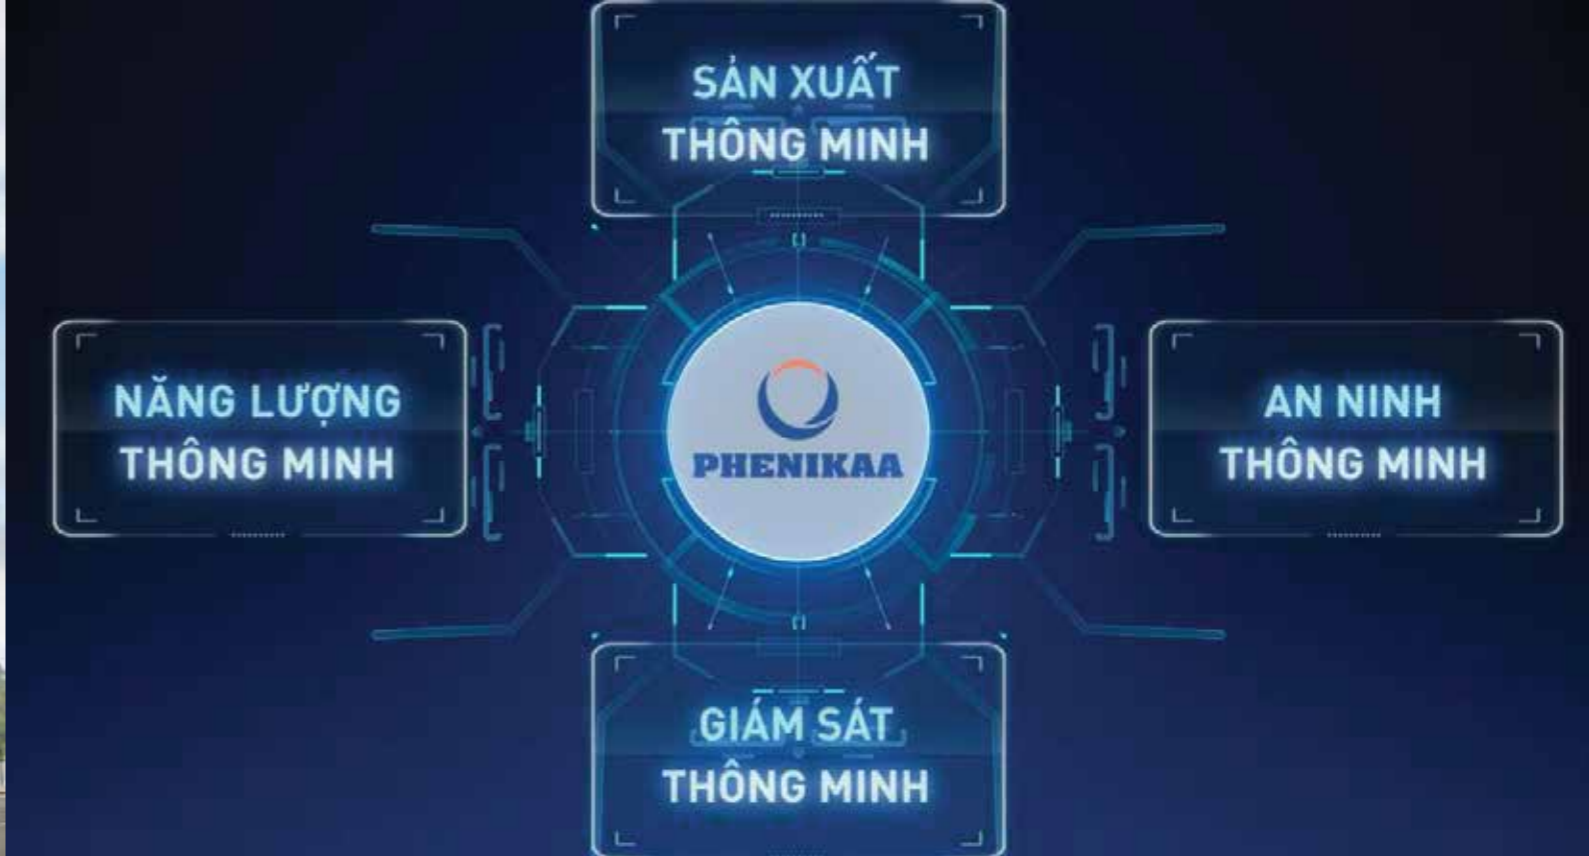 SẢN XUẤT
THÔNG MINH
NĂNG LƯỢNG
THÔNG MINH
PHENIKAA
AN NINH
THÔNG MINH
GIÁM SÁT
THÔNG MINH